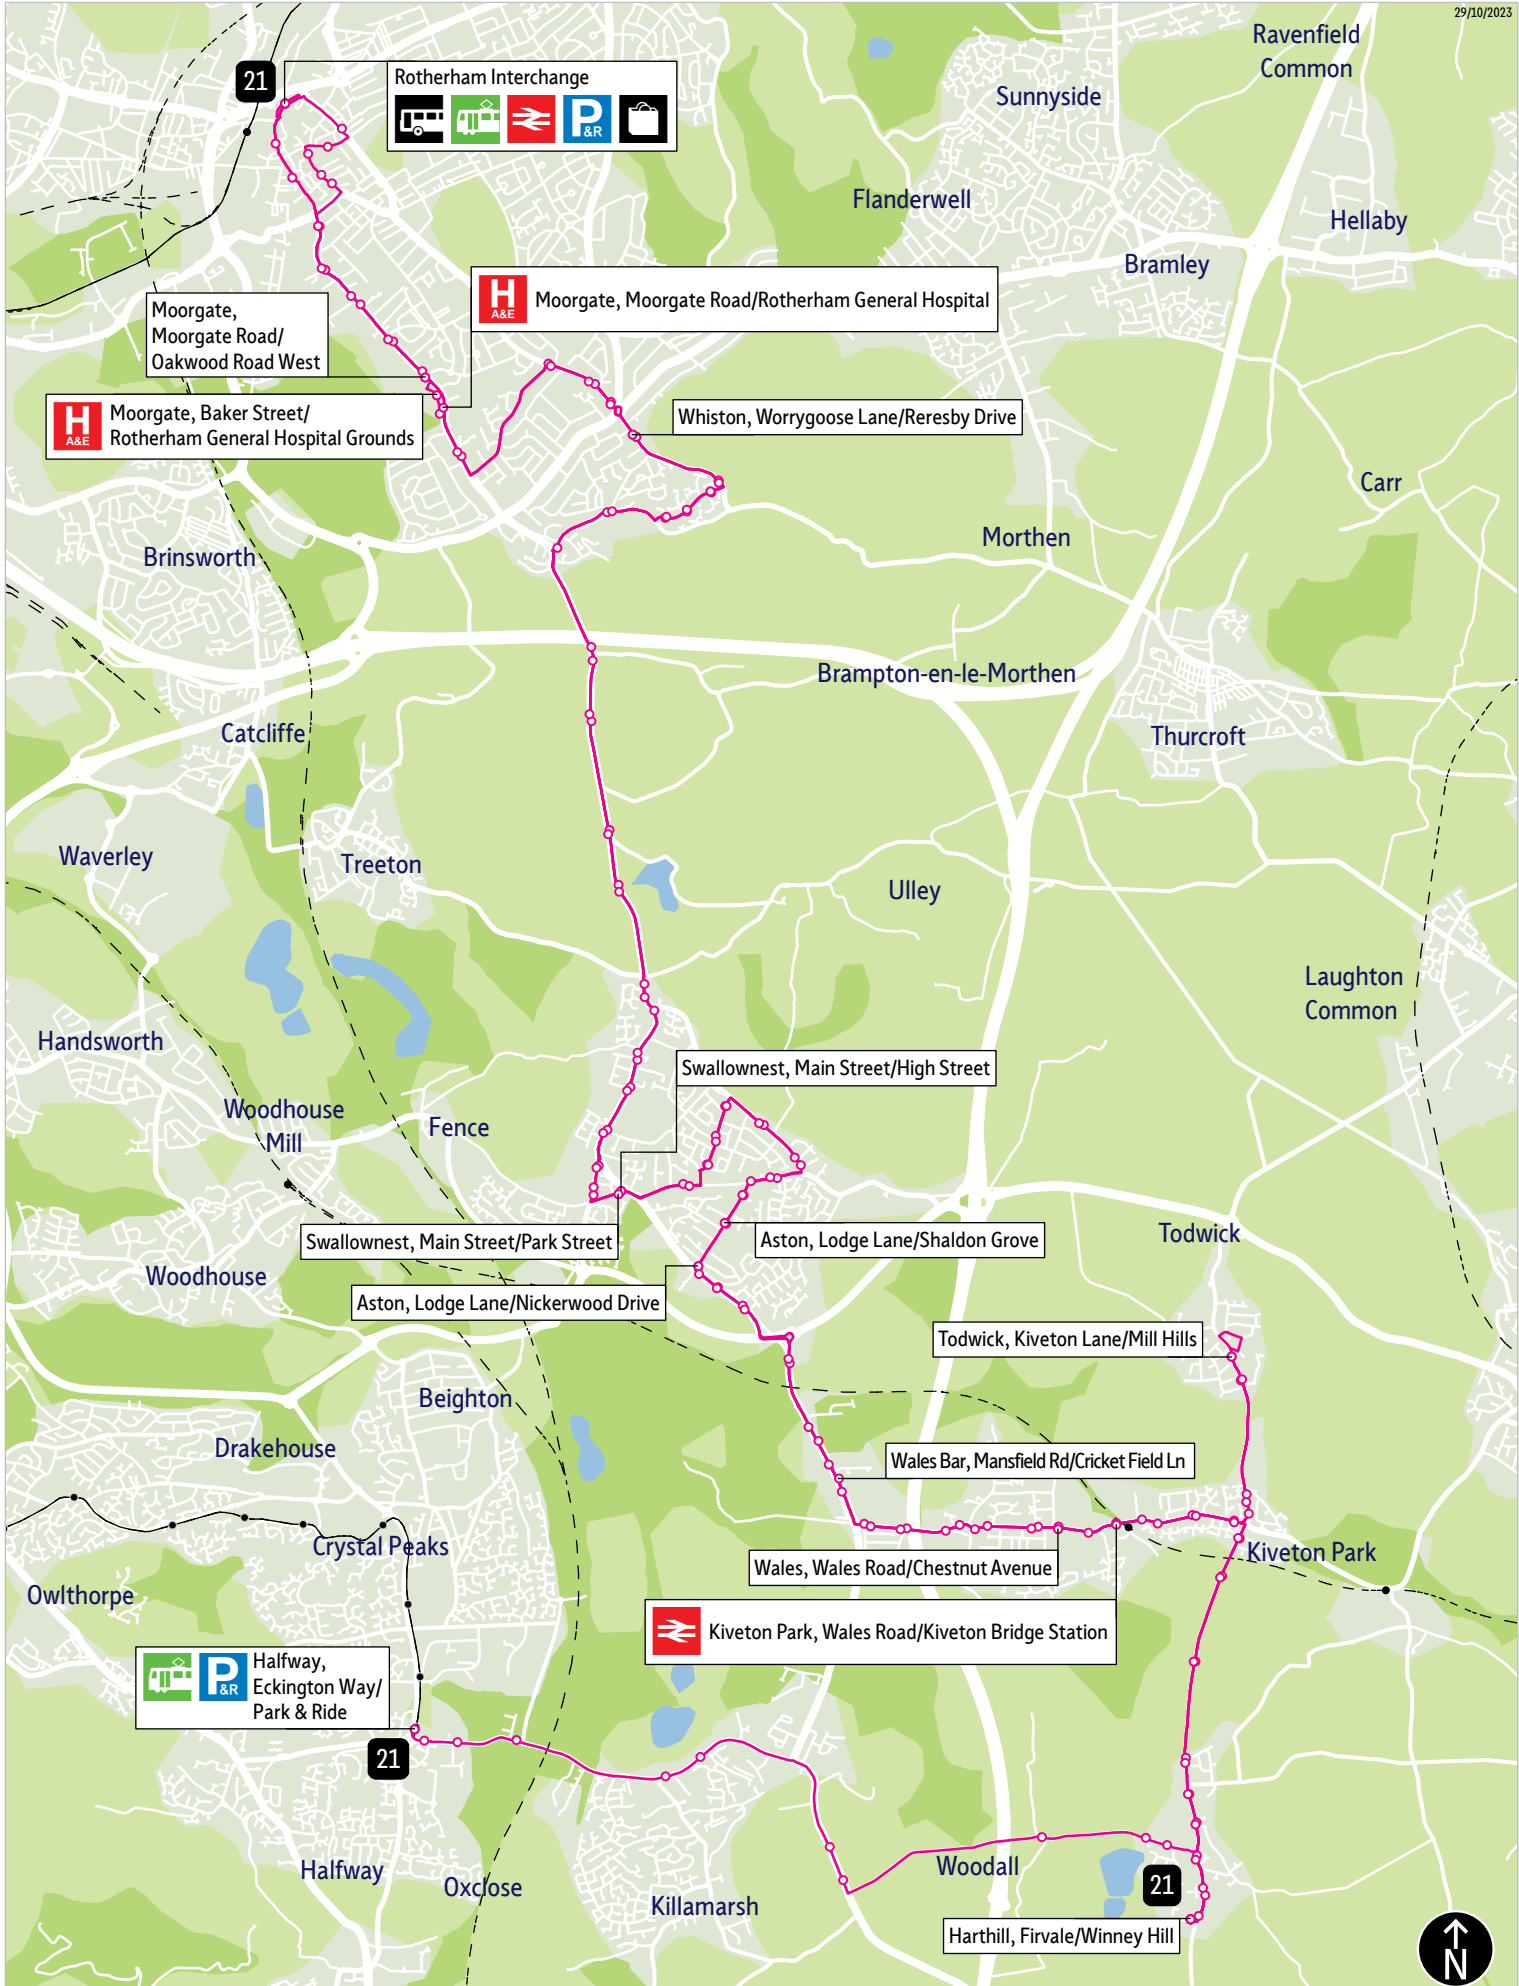 29/10/2023
Ravenfield
Common
21
Rotherham Interchange
P
&R
Sunnyside
Flanderwell
Hellaby
Bramley
H
A&E
Moorgate, Moorgate Road/Rotherham General Hospital
Moorgate,
Moorgate Road/
Oakwood Road West
H
A&E
Moorgate, Baker Street/
Rotherham General Hospital Grounds
Whiston, Worrygoose Lane/Reresby Drive
Carr
Morthen
Brinsworth
Brampton-en-le-Morthen
Catcliffe
Thurcroft
Waverley
Treeton
Ulley
Laughton
Common
Handsworth
Swallownest, Main Street/High Street
Woodhouse
Mill
Fence
Swallownest, Main Street/Park Street
Aston, Lodge Lane/Shaldon Grove
Todwick
Woodhouse
Aston, Lodge Lane/Nickerwood Drive
Todwick, Kiveton Lane/Mill Hills
Beighton
Drakehouse
Wales Bar, Mansfield Rd/Cricket Field Ln
Crystal Peaks
Kiveton Park
Wales, Wales Road/Chestnut Avenue
Owlthorpe
Kiveton Park, Wales Road/Kiveton Bridge Station
P
&R
Halfway,
Eckington Way/
Park & Ride
21
Halfway
Oxclose
Killamarsh
Woodall
21
Harthill, Firvale/Winney Hill
N